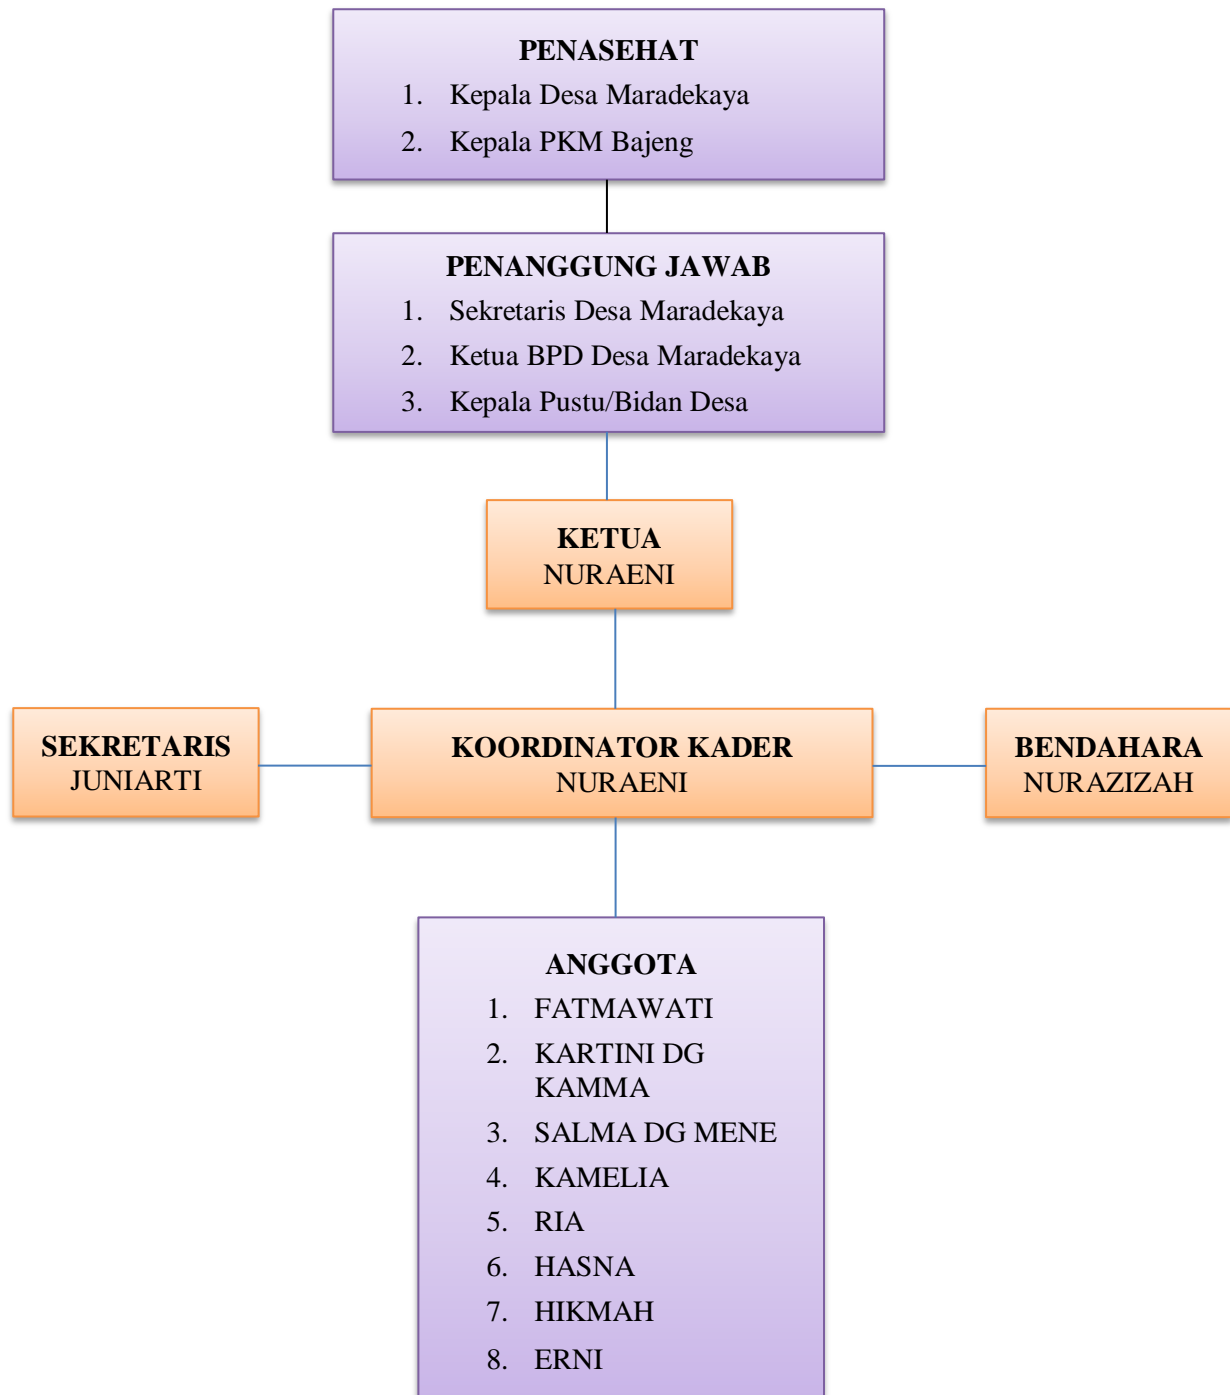 PENASEHAT
1. Kepala Desa Maradekaya
2. Kepala PKM Bajeng
PENANGGUNG JAWAB
1. Sekretaris Desa Maradekaya
2. Ketua BPD Desa Maradekaya
3. Kepala Pustu/Bidan Desa
KETUA
NURAENI
SEKRETARIS
JUNIARTI
KOORDINATOR KADER
NURAENI
BENDAHARA
NURAZIZAH
ANGGOTA
1. FATMAWATI
2. KARTINI DG
KAMMA
3. SALMA DG MENE
4. KAMELIA
5. RIA
6. HASNA
7. HIKMAH
8. ERNI